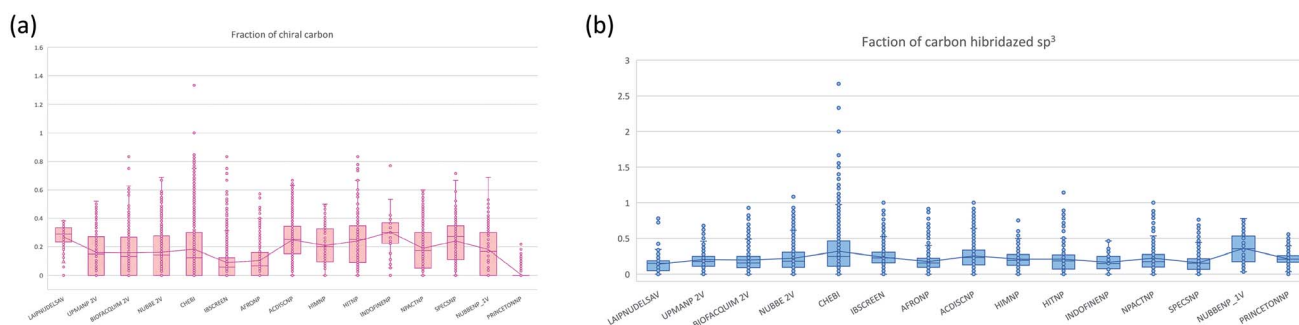 (a)
Fraction of chiral carbon
1.6
1.4
1.2
1
0.8
0.6
0.4
0.2
0
LAIPNUDELSAV
UPMANP 2V
BIOFACQUIM 2V
NUBBE 2V
CHEBI
IBSCREEN
AFRONP
ACDISCNP
HIMNP
HITNP
INDOFINENP
NPACTNP
SPECSNP
NUBBENP _1V
PRINCETONNP
(b)
Faction of carbon hibridazed sp³
3
2.5
2
1.5
1
0.5
0
LAIPNUDELSAV
UPMANP 2V
BIOFACQUIM 2V
NUBBE 2V
CHEBI
IBSCREEN
AFRONP
ACDISCNP
HIMNP
HITNP
INDOFINENP
NPACTNP
SPECSNP
NUBBENP _1V
PRINCETONNP